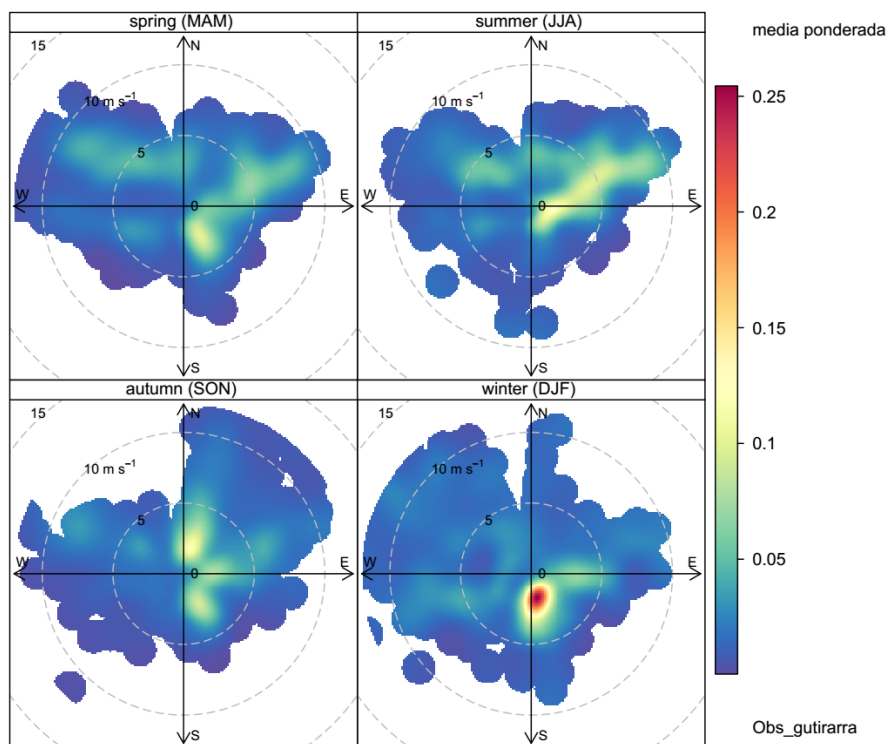 spring (MAM)
summer (JJA)
media ponderada
15
N
10 m s⁻¹
5
W
E
0
S
15
N
10 m s⁻¹
5
W
E
0
S
autumn (SON)
winter (DJF)
15
N
10 m s⁻¹
5
W
E
0
S
15
N
10 m s⁻¹
5
W
E
0
S
0.25
0.2
0.15
0.1
0.05
0
Obs_gutirarra